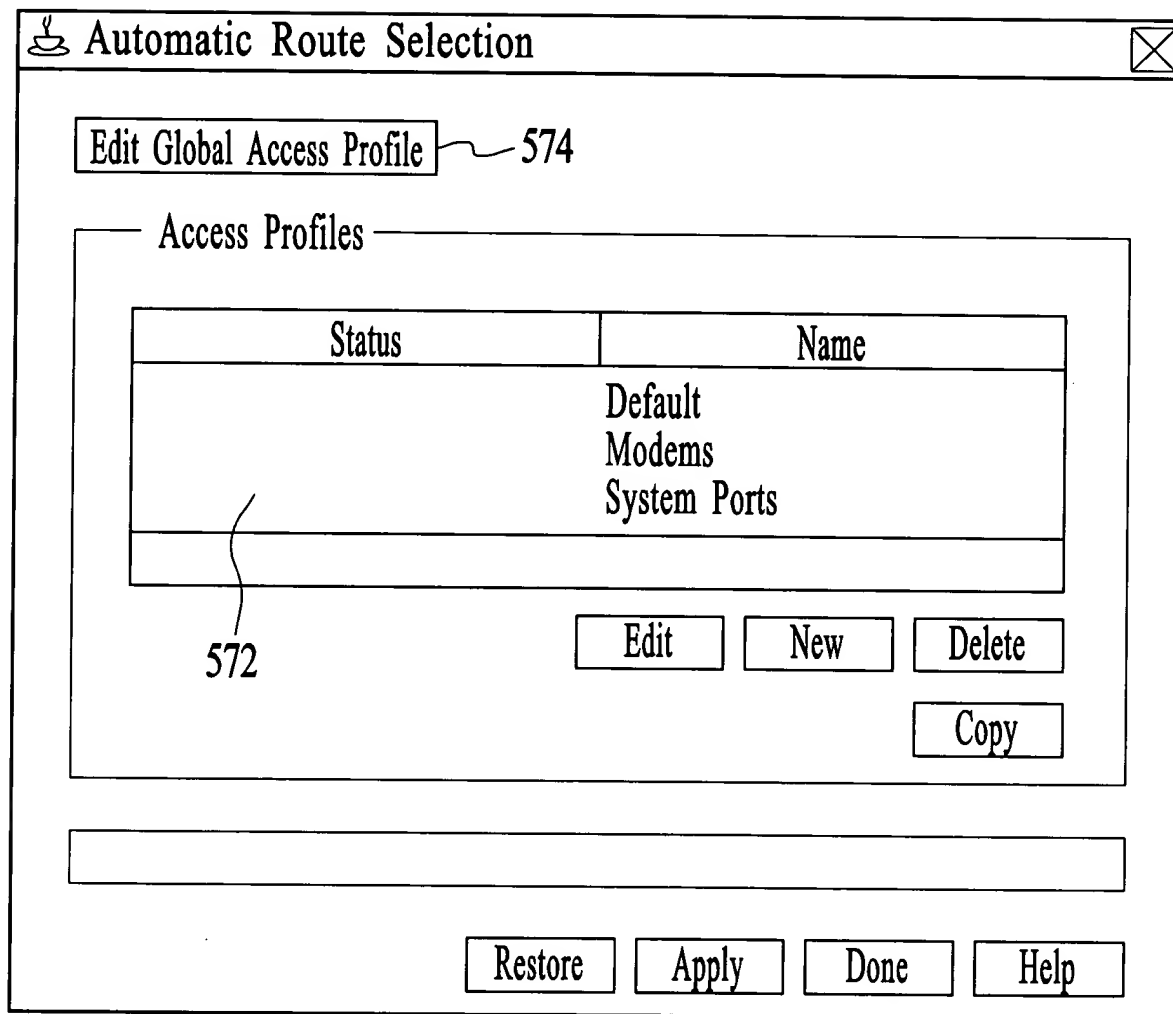 Automatic Route Selection
Edit Global Access Profile 574
Access Profiles
Status Name
Default
Modems
System Ports
572
Edit New Delete
Copy
Restore Apply Done Help